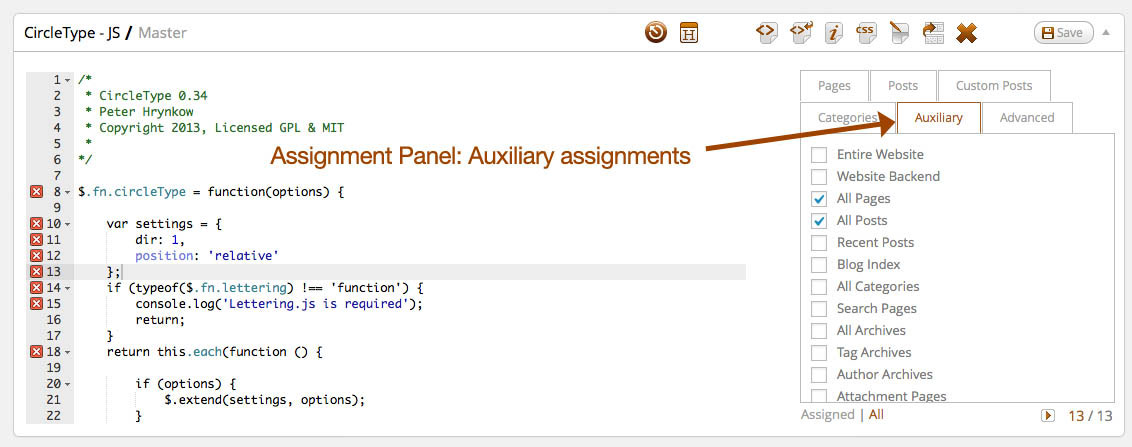 CircleType - JS / Master
H
<>
<>
i
css
Save
1 /*
2  * CircleType 0.34
3  * Peter Hrynkow
4  * Copyright 2013, Licensed GPL & MIT
5  *
6 */
7
8 $.fn.circleType = function(options) {
9
10     var settings = {
11         dir: 1,
12         position: 'relative'
13     };
14     if (typeof($.fn.lettering) !== 'function') {
15         console.log('Lettering.js is required');
16         return;
17     }
18     return this.each(function () {
19
20         if (options) {
21             $.extend(settings, options);
22         }
Assignment Panel: Auxiliary assignments
Pages Posts Custom Posts
Categories Auxiliary Advanced
Entire Website
Website Backend
All Pages
All Posts
Recent Posts
Blog Index
All Categories
Search Pages
All Archives
Tag Archives
Author Archives
Attachment Pages
Assigned | All
13 / 13